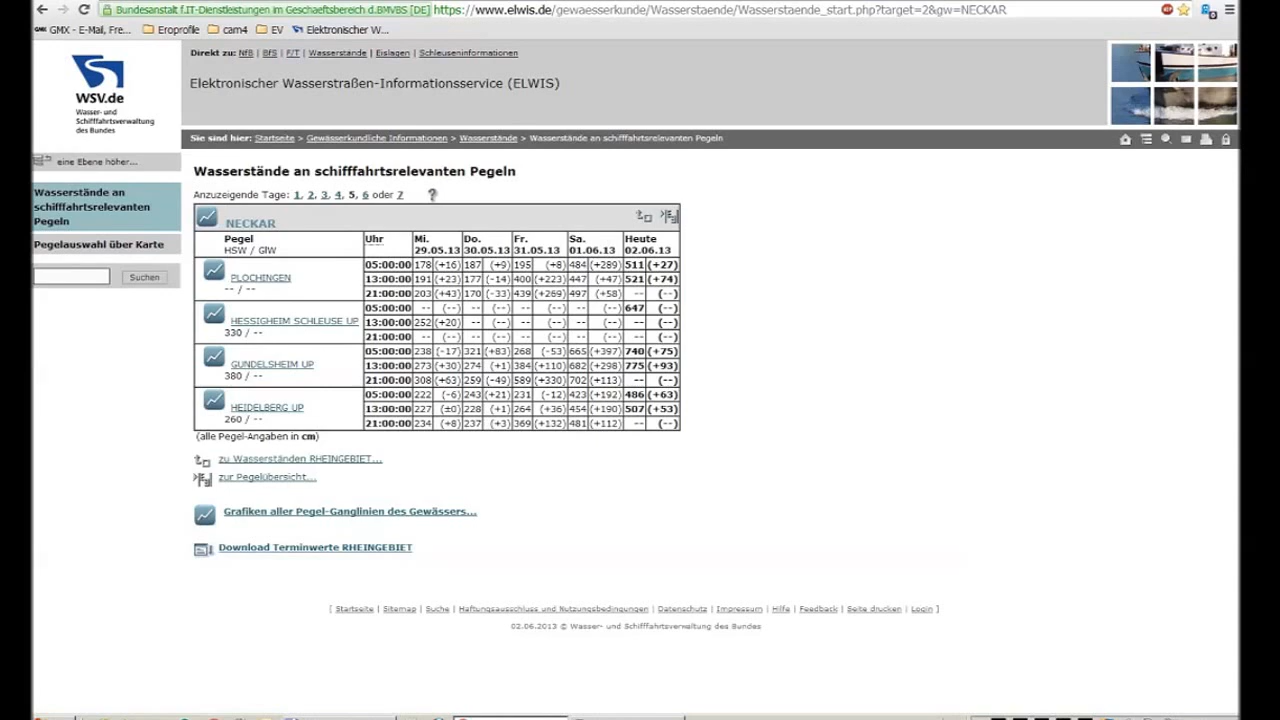 Bundesanstalt f.IT-Dienstleistungen im Geschaeftsbereich d.BMVBS [DE] https://www.elwis.de/gewaesserkunde/Wasserstaende/Wasserstaende_start.php?target=2&gw=NECKAR
GMX - E-Mail, Fre... Eroprofile cam4 EV Elektronischer W...
Direkt zu: NfB | BfS | F/T | Wasserstände | Eislagen | Schleuseninformationen
WSV.de
Wasser- und
Schifffahrtsverwaltung
des Bundes
Elektronischer Wasserstraßen-Informationsservice (ELWIS)
Sie sind hier: Startseite > Gewässerkundliche Informationen > Wasserstände > Wasserstände an schifffahrtsrelevanten Pegeln
eine Ebene höher...
Wasserstände an
schifffahrtsrelevanten
Pegeln
Pegelauswahl über Karte
Suchen
Wasserstände an schifffahrtsrelevanten Pegeln
Anzuzeigende Tage: 1, 2, 3, 4, 5, 6 oder 7 ?
NECKAR
Pegel Uhr Mi. Do. Fr. Sa. Heute
HSW / GlW 29.05.13 30.05.13 31.05.13 01.06.13 02.06.13
05:00:00 178 (+16) 187 (+9) 195 (+8) 484 (+289) 511 (+27)
PLOCHINGEN 13:00:00 191 (+23) 177 (-14) 400 (+223) 447 (+47) 521 (+74)
-- / -- 21:00:00 203 (+43) 170 (-33) 439 (+269) 497 (+58) -- (--)
05:00:00 -- (--) -- (--) -- (--) -- (--) 647 (--)
HESSIGHEIM SCHLEUSE UP 13:00:00 252 (+20) -- (--) -- (--) -- (--) -- (--)
330 / -- 21:00:00 -- (--) -- (--) -- (--) -- (--) -- (--)
05:00:00 238 (-17) 321 (+83) 268 (-53) 665 (+397) 740 (+75)
GUNDELSHEIM UP 13:00:00 273 (+30) 274 (+1) 384 (+110) 682 (+298) 775 (+93)
380 / -- 21:00:00 308 (+63) 259 (-49) 589 (+330) 702 (+113) -- (--)
05:00:00 222 (-6) 243 (+21) 231 (-12) 423 (+192) 486 (+63)
HEIDELBERG UP 13:00:00 227 (±0) 228 (+1) 264 (+36) 454 (+190) 507 (+53)
260 / -- 21:00:00 234 (+8) 237 (+3) 369 (+132) 481 (+112) -- (--)
(alle Pegel-Angaben in cm)
zu Wasserständen RHEINGEBIET...
zur Pegelübersicht...
Grafiken aller Pegel-Ganglinien des Gewässers...
Download Terminwerte RHEINGEBIET
[ Startseite | Sitemap | Suche | Haftungsausschluss und Nutzungsbedingungen | Datenschutz | Impressum | Hilfe | Feedback | Seite drucken | Login ]
02.06.2013 © Wasser- und Schifffahrtsverwaltung des Bundes